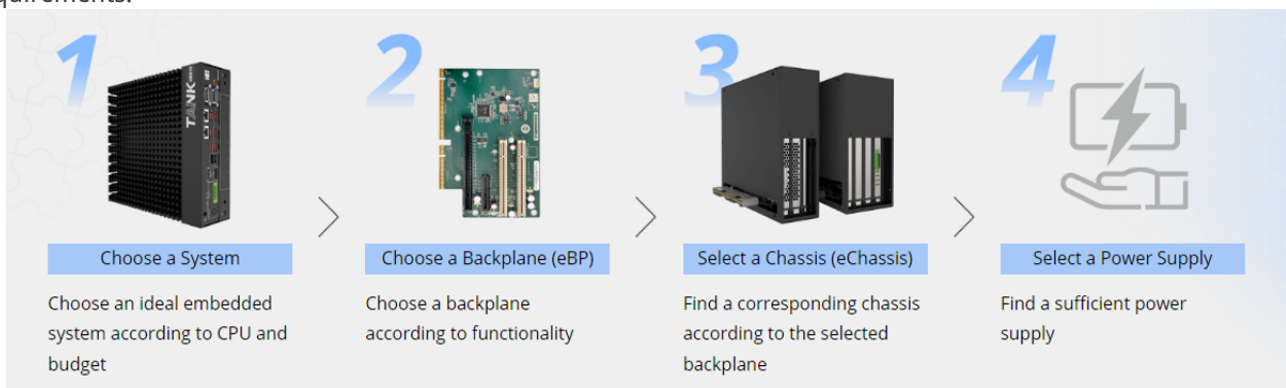 quirements.
1
2
3
4
TANK
Choose a System
Choose a Backplane (eBP)
Select a Chassis (eChassis)
Select a Power Supply
Choose an ideal embedded
system according to CPU and
budget
Choose a backplane
according to functionality
Find a corresponding chassis
according to the selected
backplane
Find a sufficient power
supply